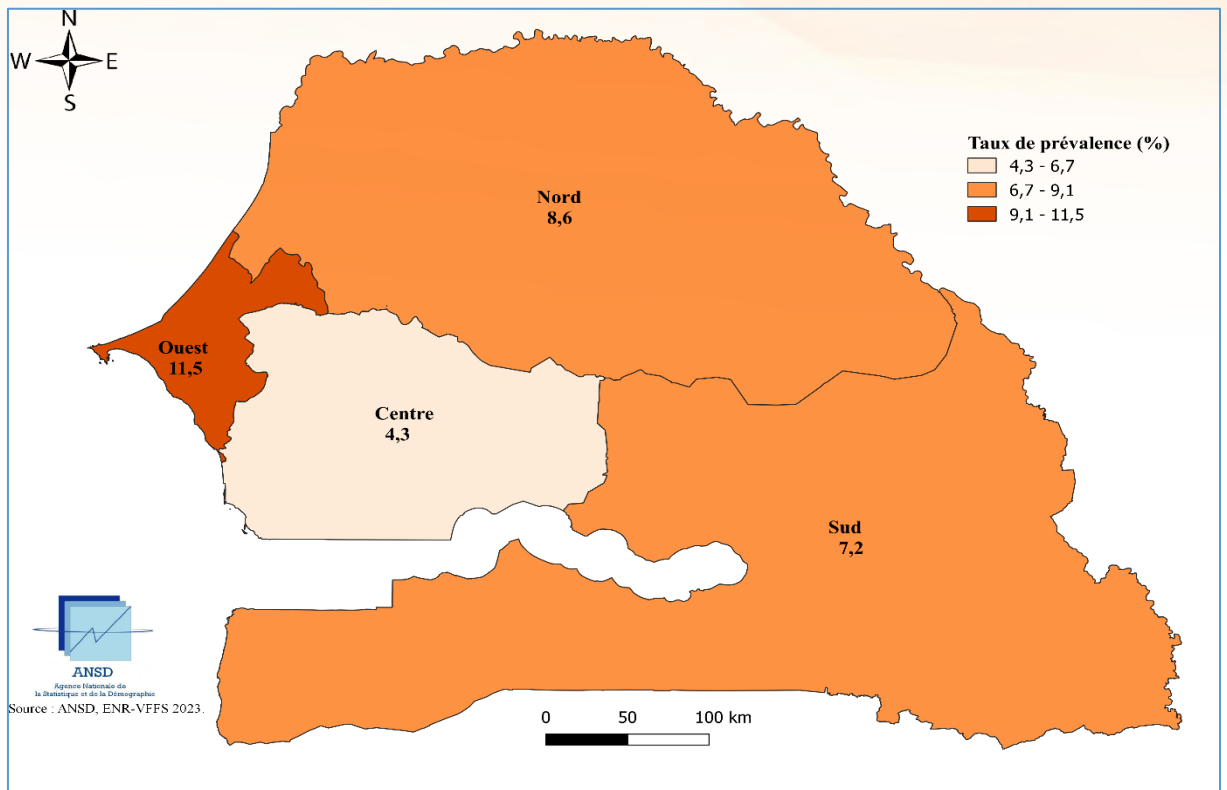 N
W E
S
Taux de prévalence (%)
4,3 - 6,7
6,7 - 9,1
9,1 - 11,5
Nord
8,6
Ouest
11,5
Centre
4,3
Sud
7,2
ANSD
Agence Nationale de
la Statistique et de la Démographie
Source : ANSD, ENR-VFFS 2023.
0 50 100 km